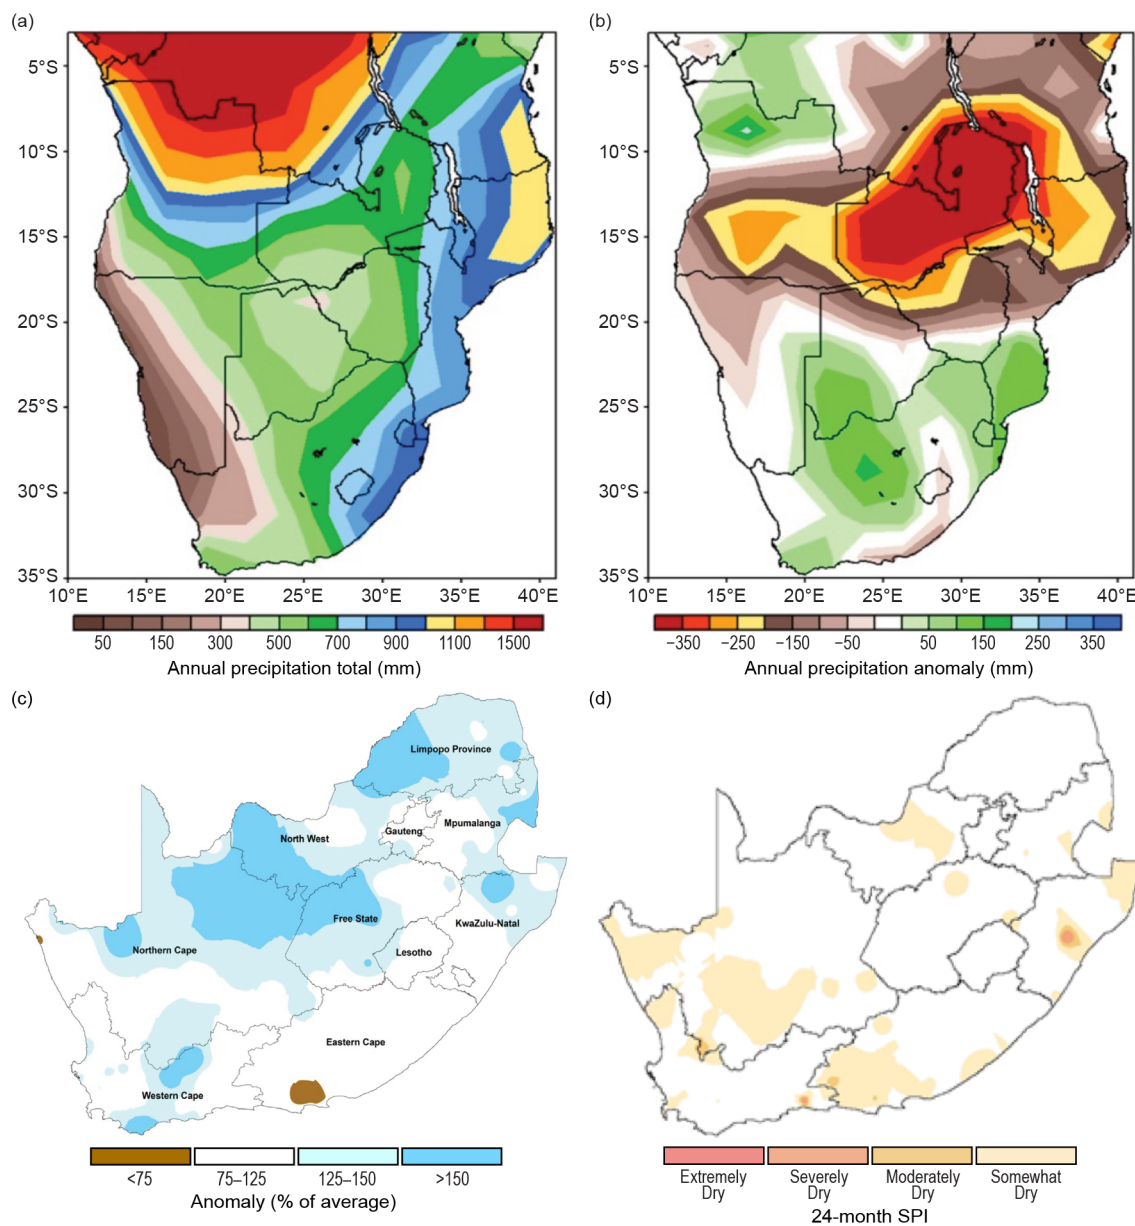 (a)
5°S
10°S
15°S
20°S
25°S
30°S
35°S
10°E 15°E 20°E 25°E 30°E 35°E 40°E
50 150 300 500 700 900 1100 1500
Annual precipitation total (mm)
(b)
5°S
10°S
15°S
20°S
25°S
30°S
35°S
10°E 15°E 20°E 25°E 30°E 35°E 40°E
−350 −250 −150 −50 50 150 250 350
Annual precipitation anomaly (mm)
(c)
Limpopo Province
North West
Gauteng
Mpumalanga
Free State
KwaZulu-Natal
Northern Cape
Lesotho
Eastern Cape
Western Cape
<75 75–125 125–150 >150
Anomaly (% of average)
(d)
Extremely Severely Moderately Somewhat
Dry Dry Dry Dry
24-month SPI